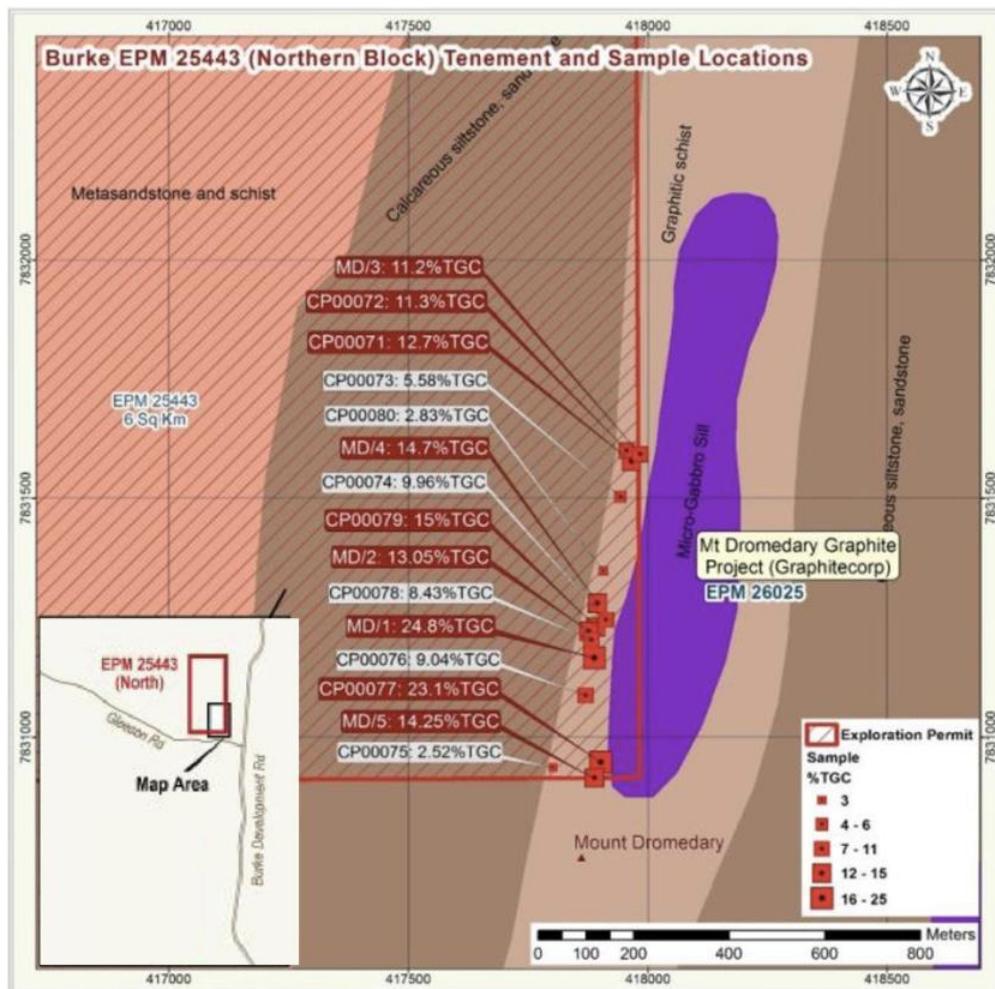 417000
417500
418000
418500
Burke EPM 25443 (Northern Block) Tenement and Sample Locations
N
W
E
S
Calcareous siltstone, sand
Metasandstone and schist
Graphitic schist
7832000
7832000
MD/3: 11.2%TGC
CP00072: 11.3%TGC
CP00071: 12.7%TGC
CP00073: 5.58%TGC
EPM 25443
6 Sq Km
CP00080: 2.83%TGC
MD/4: 14.7%TGC
CP00074: 9.96%TGC
7831500
7831500
CP00079: 15%TGC
MD/2: 13.05%TGC
CP00078: 8.43%TGC
MD/1: 24.8%TGC
CP00076: 9.04%TGC
CP00077: 23.1%TGC
MD/5: 14.25%TGC
CP00075: 2.52%TGC
Micro-Gabbro Sill
eous siltstone, sandstone
Mt Dromedary Graphite
Project (Graphitecorp)
EPM 26025
7831000
7831000
EPM 25443
(North)
Gleeson Rd
Map Area
Burke Development Rd
Mount Dromedary
Exploration Permit
Sample
%TGC
3
4 - 6
7 - 11
12 - 15
16 - 25
Meters
0 100 200 400 600 800